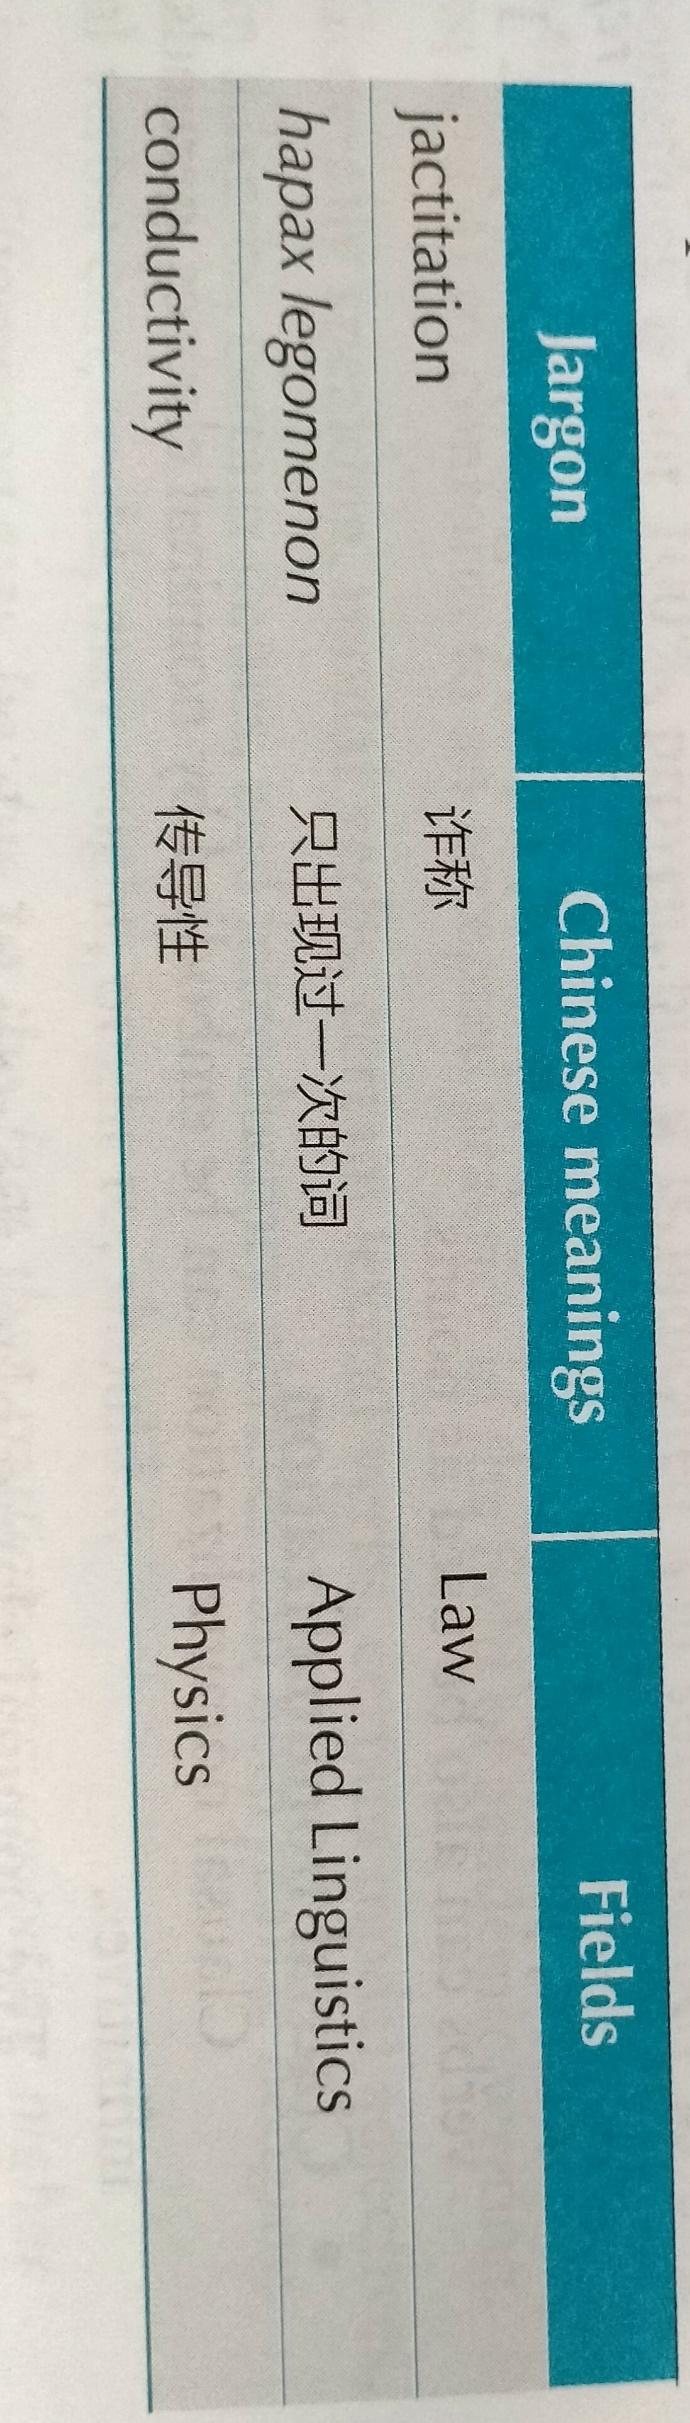 Jargon Chinese meanings Fields
jactitation 诈称 Law
hapax legomenon 只出现过一次的词 Applied Linguistics
conductivity 传导性 Physics